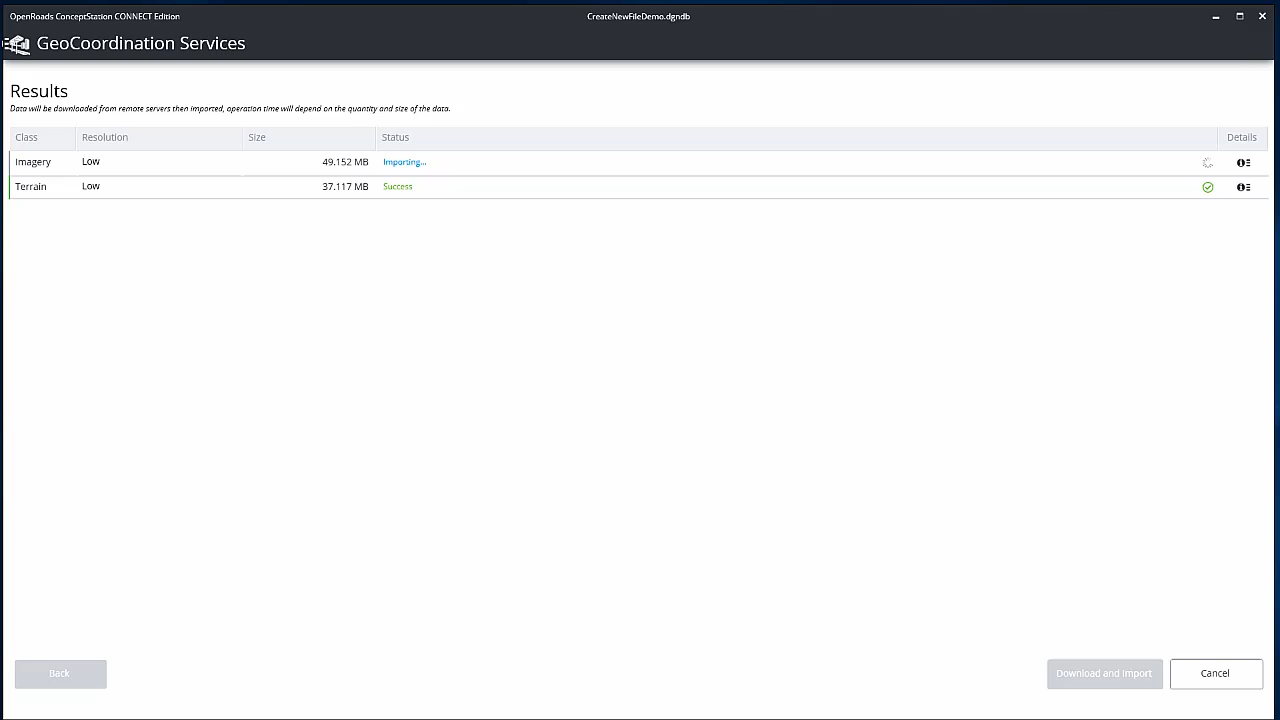 OpenRoads ConceptStation CONNECT Edition
CreateNewFileDemo.dgndb
GeoCoordination Services
Results
Data will be downloaded from remote servers then imported, operation time will depend on the quantity and size of the data.
Class Resolution Size Status Details
Imagery Low 49.152 MB Importing...
Terrain Low 37.117 MB Success
Back Download and Import Cancel